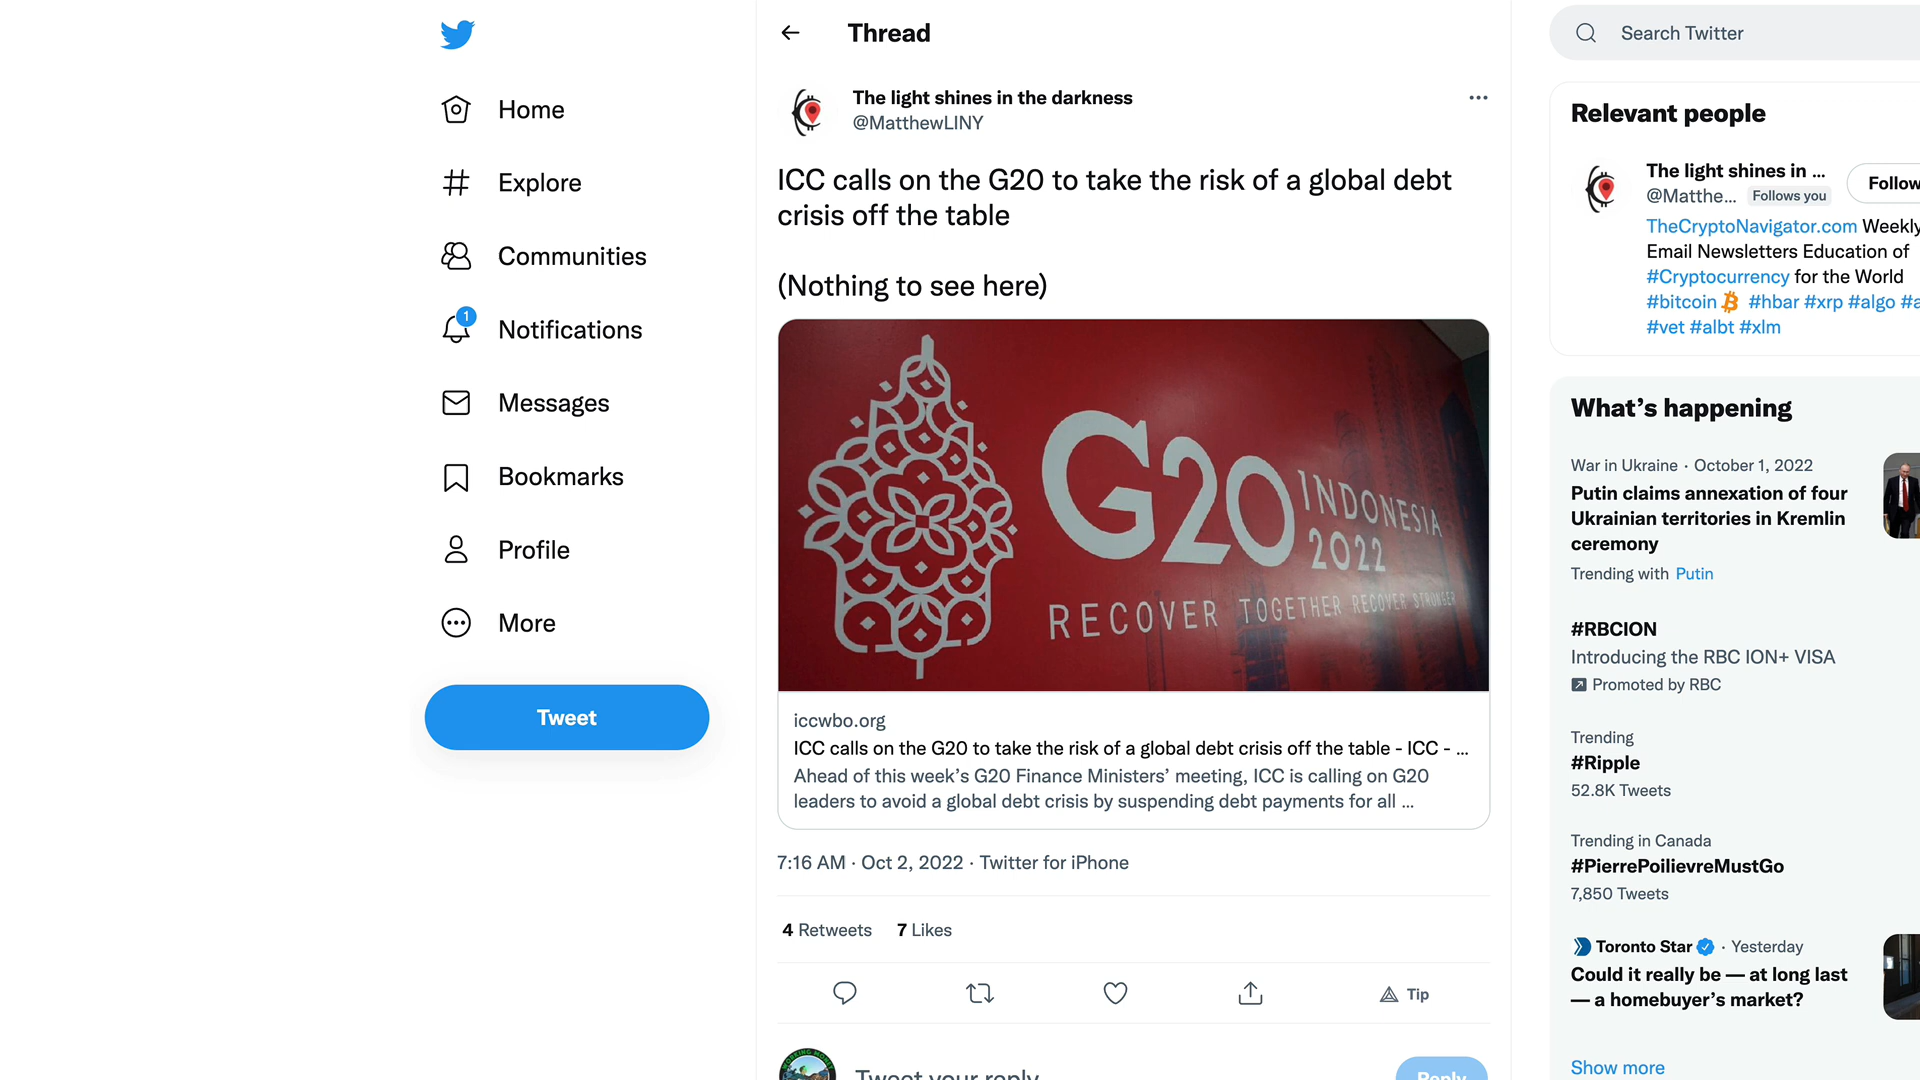 Home
Explore
Communities
1
Notifications
Messages
Bookmarks
Profile
More
Tweet
Thread
The light shines in the darkness
@MatthewLINY
ICC calls on the G20 to take the risk of a global debt
crisis off the table
(Nothing to see here)
G20
INDONESIA
2022
RECOVER TOGETHER RECOVER STRONGER
iccwbo.org
ICC calls on the G20 to take the risk of a global debt crisis off the table - ICC - ...
Ahead of this week’s G20 Finance Ministers’ meeting, ICC is calling on G20
leaders to avoid a global debt crisis by suspending debt payments for all ...
7:16 AM · Oct 2, 2022 · Twitter for iPhone
4 Retweets 7 Likes
Tip
Tweet your reply
Reply
Search Twitter
Relevant people
The light shines in ...
@Matthe... Follows you
Follow
TheCryptoNavigator.com Weekly
Email Newsletters Education of
#Cryptocurrency for the World
#bitcoin #hbar #xrp #algo #a
#vet #albt #xlm
What’s happening
War in Ukraine · October 1, 2022
Putin claims annexation of four
Ukrainian territories in Kremlin
ceremony
Trending with Putin
#RBCION
Introducing the RBC ION+ VISA
Promoted by RBC
Trending
#Ripple
52.8K Tweets
Trending in Canada
#PierrePoilievreMustGo
7,850 Tweets
Toronto Star · Yesterday
Could it really be — at long last
— a homebuyer’s market?
Show more